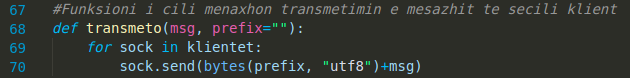 67 #Funksioni i cili menaxhon transmetimin e mesazhit te secili klient
68 def transmeto(msg, prefix=""):
69 for sock in klientet:
70 sock.send(bytes(prefix, "utf8")+msg)